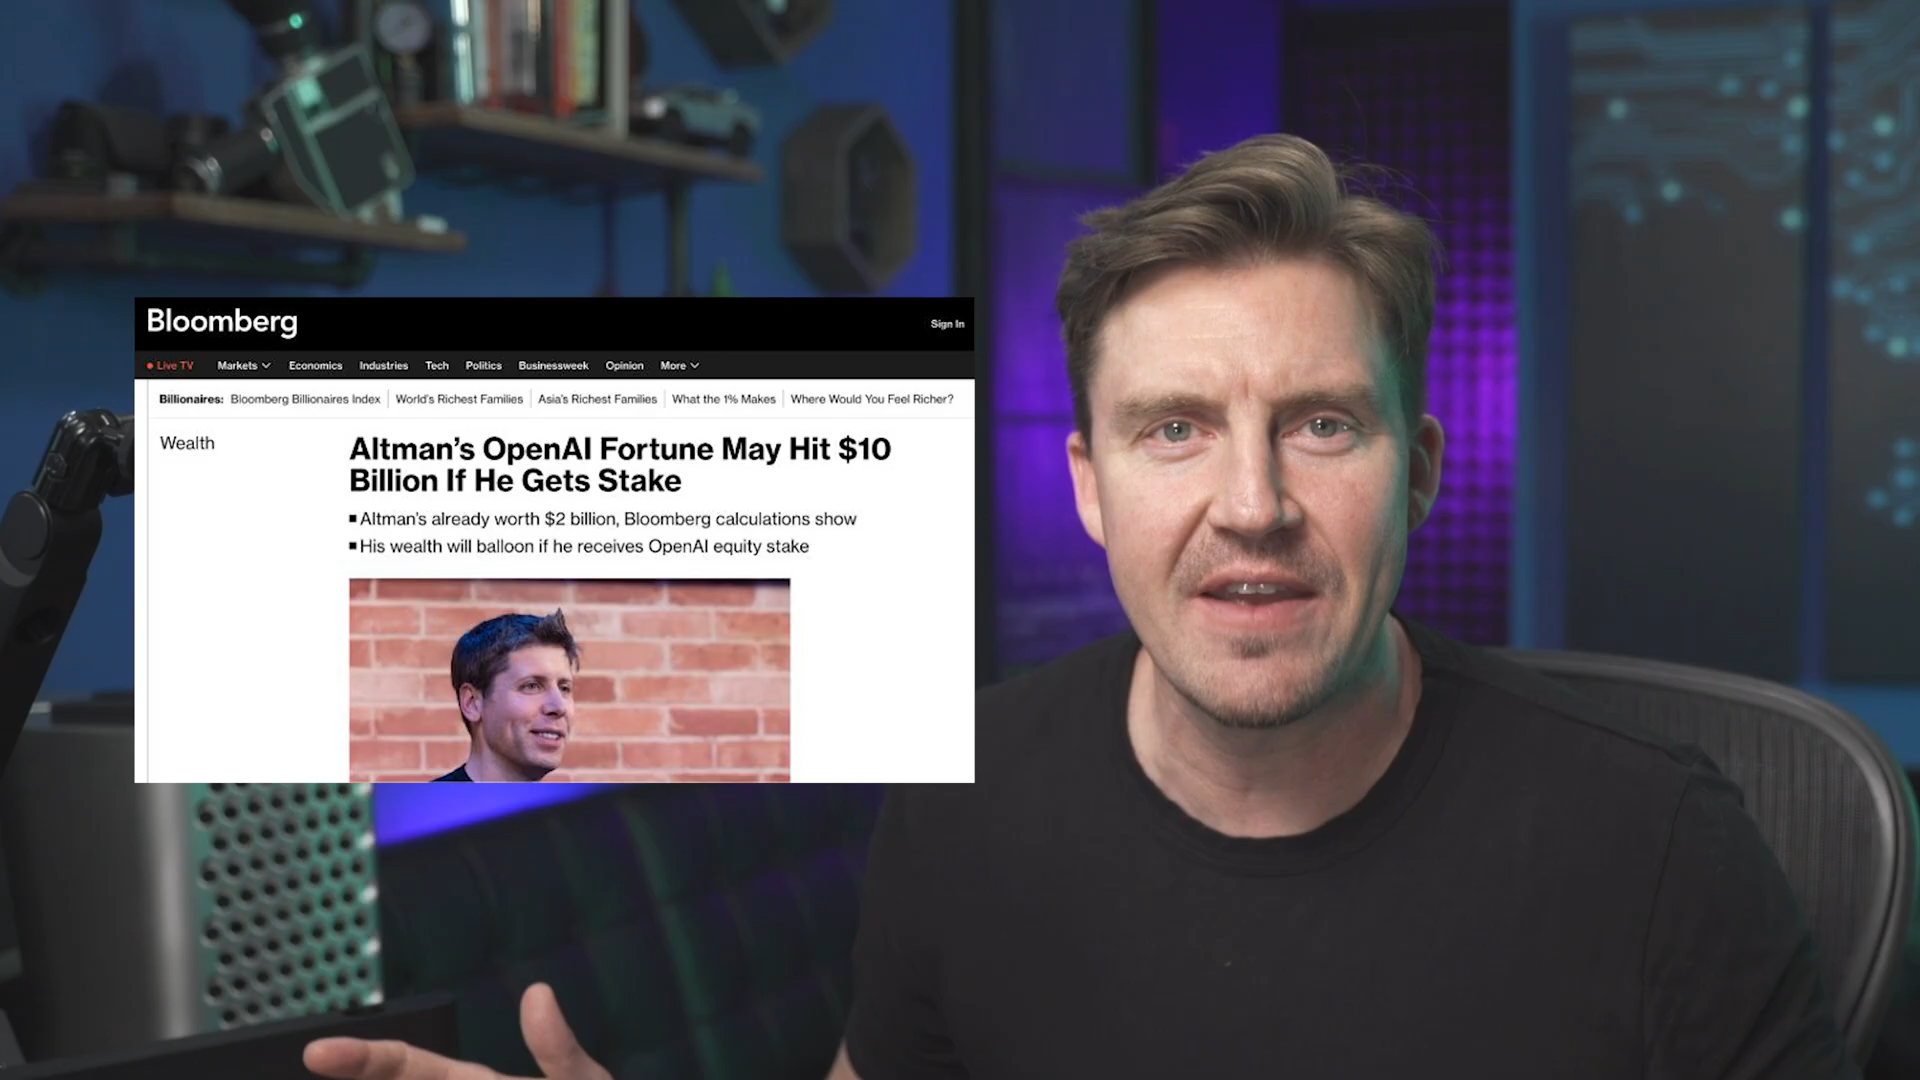 Bloomberg
Sign In
Live TV Markets Economics Industries Tech Politics Businessweek Opinion More
Billionaires: Bloomberg Billionaires Index World's Richest Families Asia's Richest Families What the 1% Makes Where Would You Feel Richer?
Wealth
Altman's OpenAI Fortune May Hit $10
Billion If He Gets Stake
Altman's already worth $2 billion, Bloomberg calculations show
His wealth will balloon if he receives OpenAI equity stake